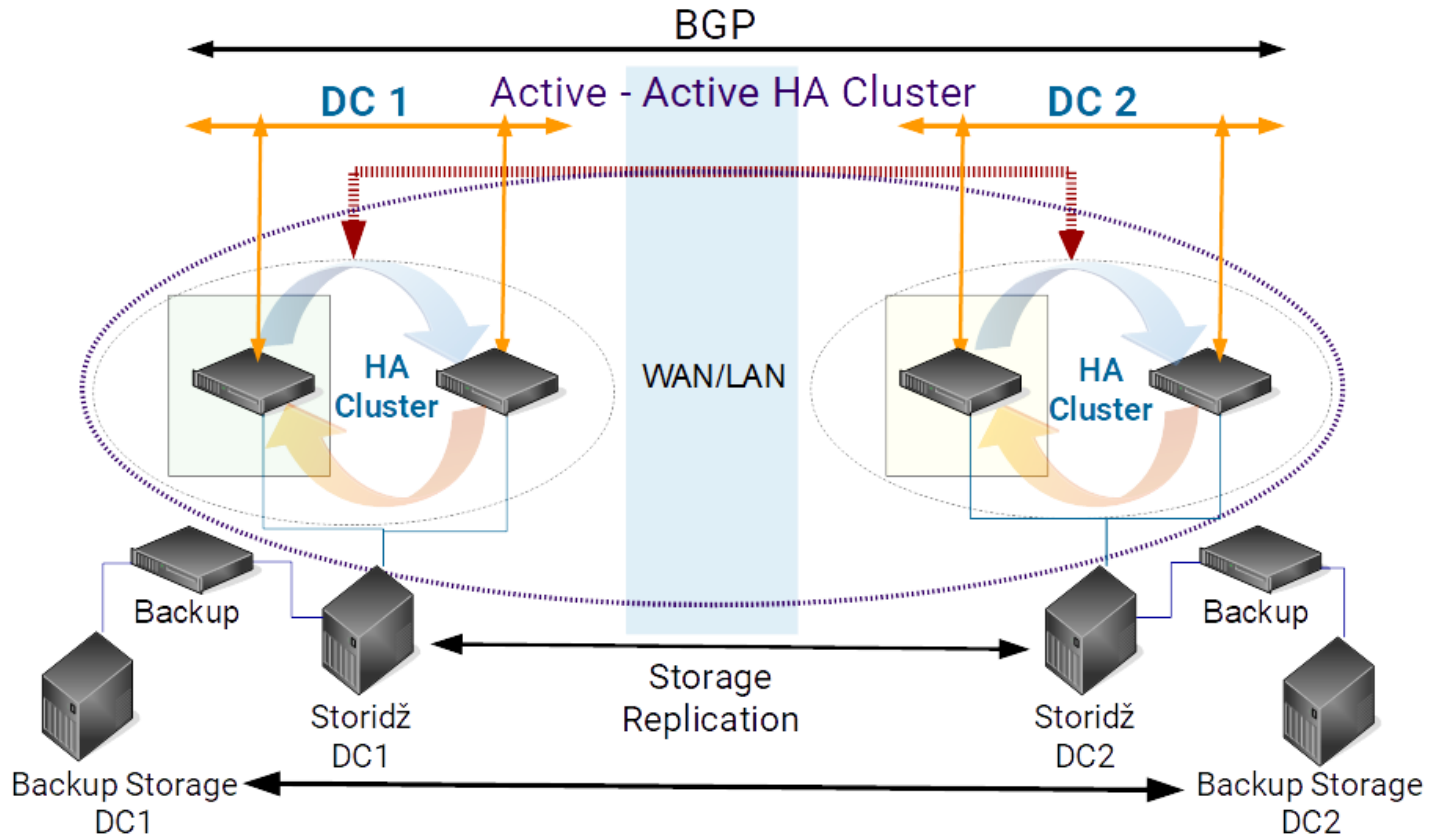 BGP
Active - Active HA Cluster
DC 1
DC 2
HA
Cluster
WAN/LAN
HA
Cluster
Backup
Backup
Storage
Replication
Storidž
DC1
Storidž
DC2
Backup Storage
DC1
Backup Storage
DC2